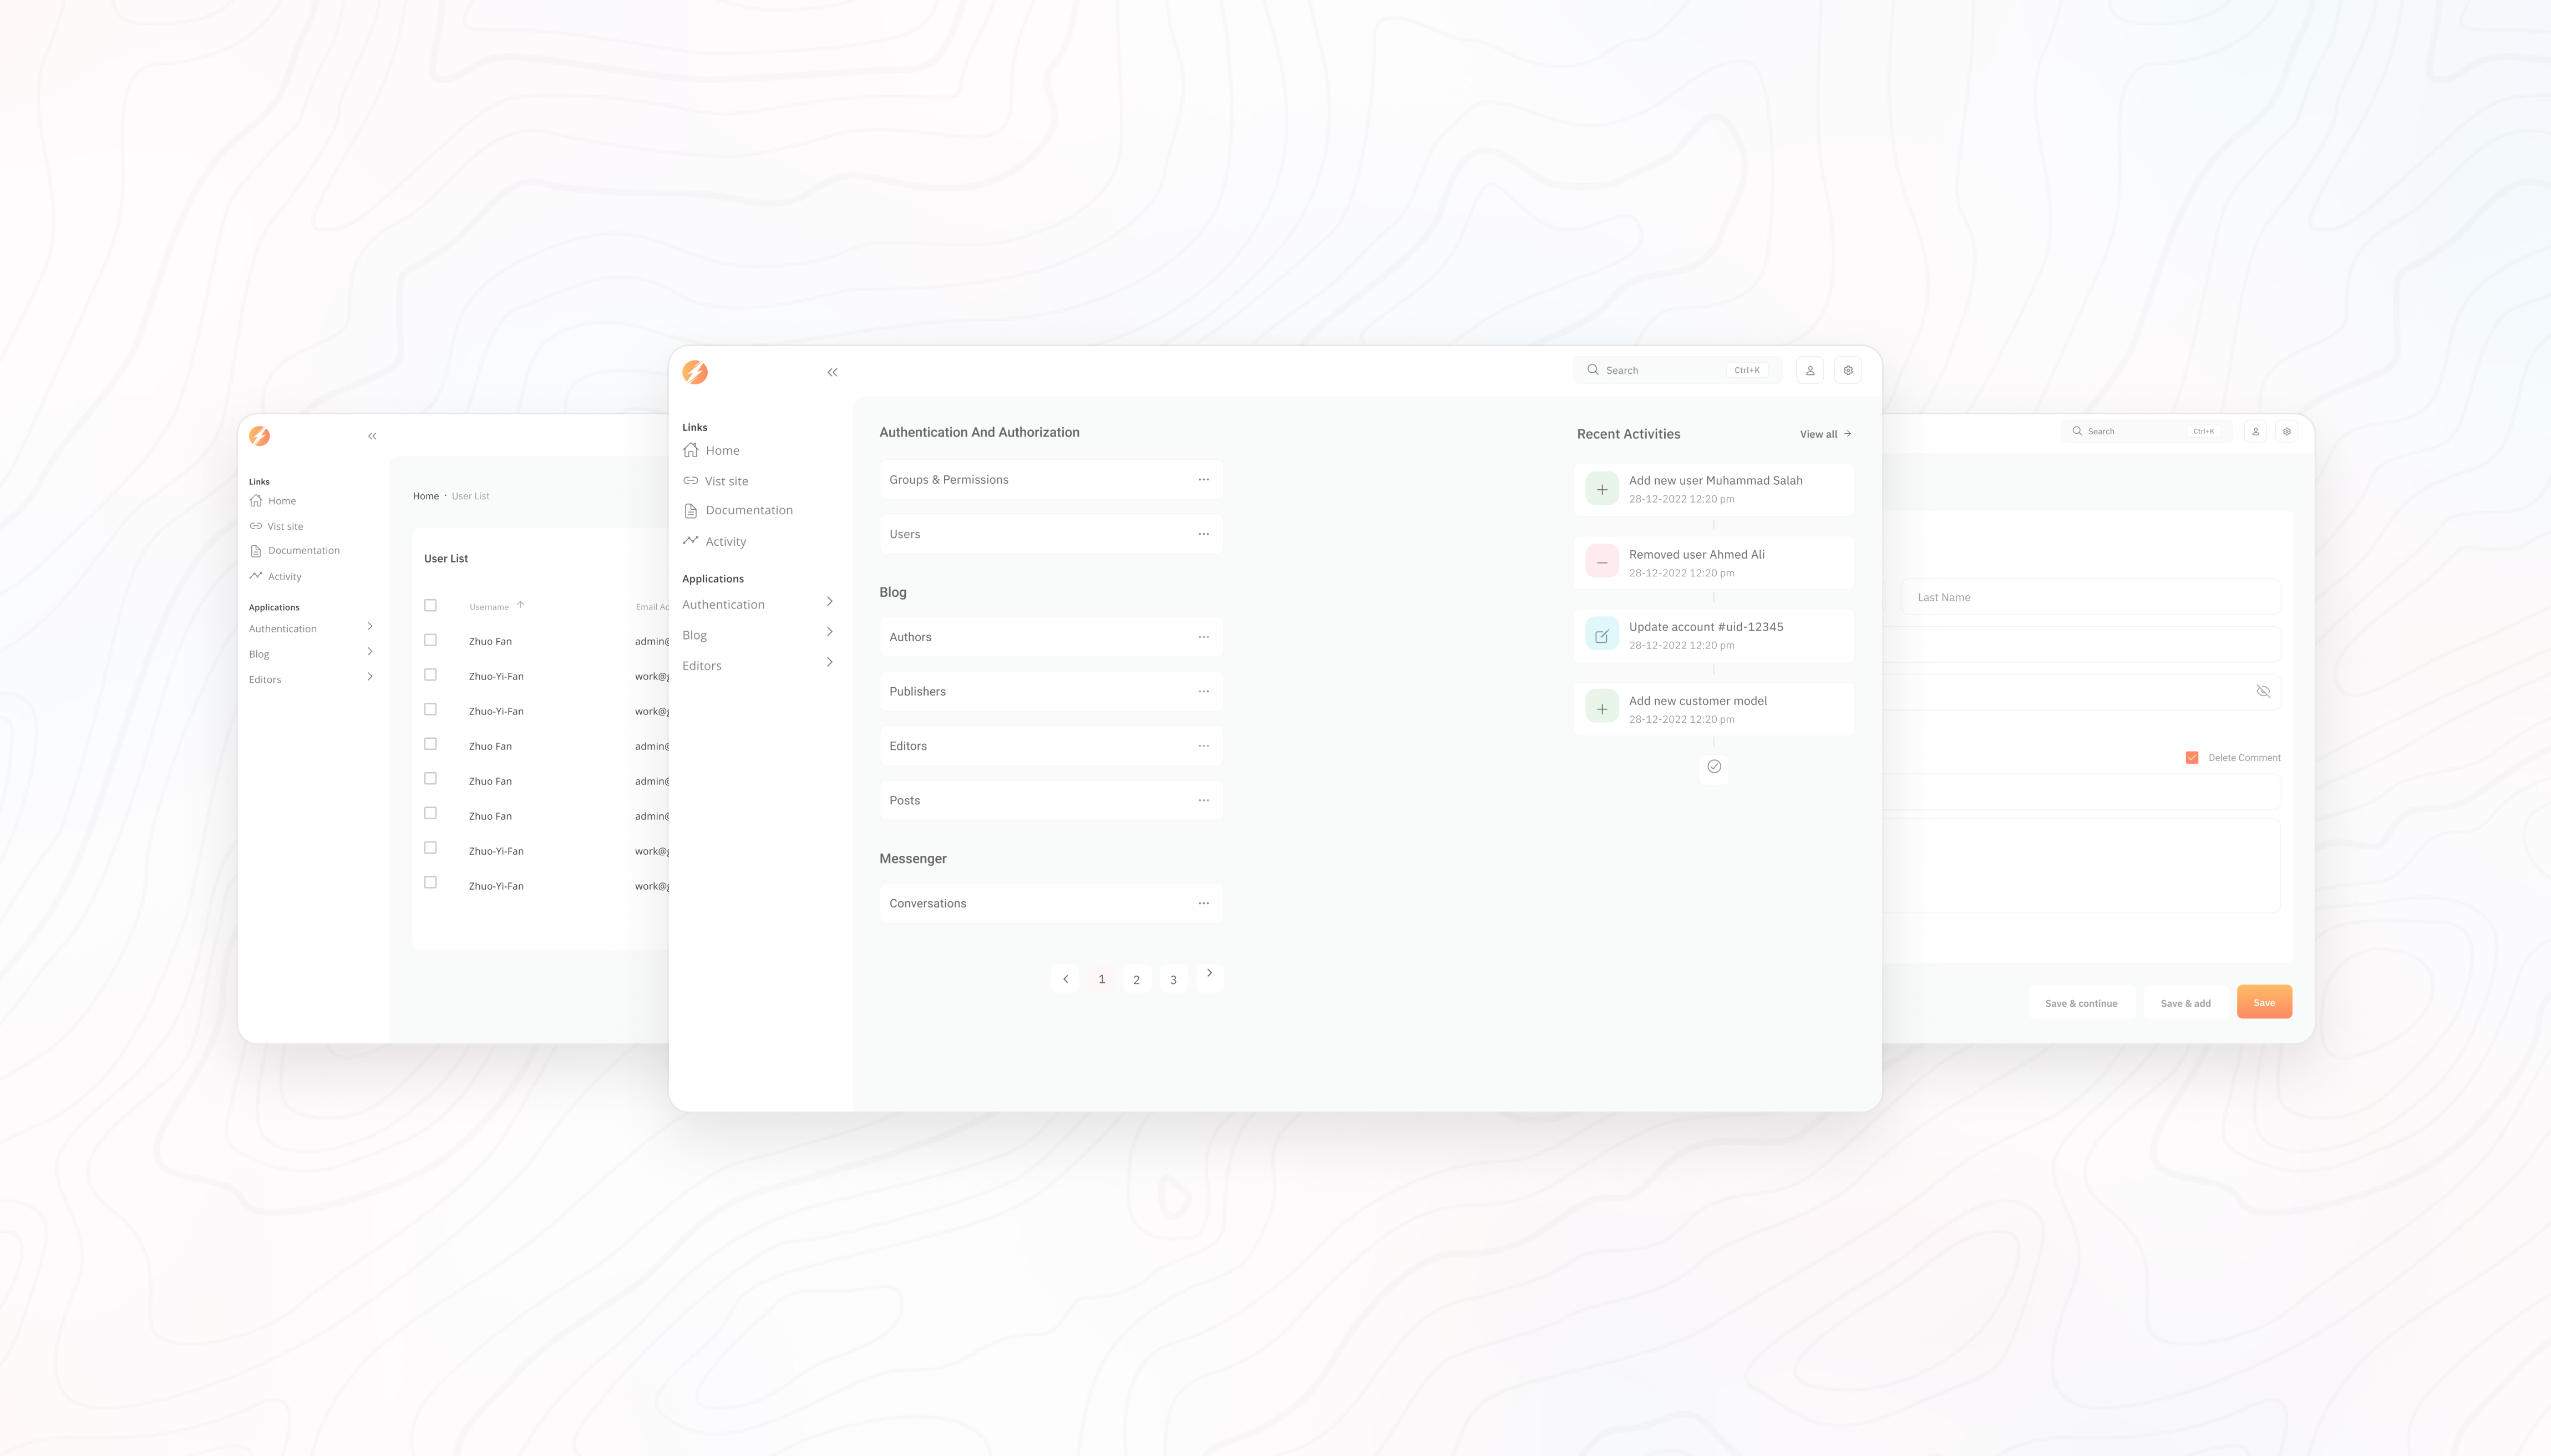 Links
Home
Vist site
Documentation
Activity
Applications
Authentication
Blog
Editors
Home · User List
User List
Username
Email Ad
Zhuo Fan
admin@
Zhuo-Yi-Fan
work@g
Zhuo-Yi-Fan
work@g
Zhuo Fan
admin@
Zhuo Fan
admin@
Zhuo Fan
admin@
Zhuo-Yi-Fan
work@g
Zhuo-Yi-Fan
work@g
Search
Ctrl+K
Links
Home
Vist site
Documentation
Activity
Applications
Authentication
Blog
Editors
Authentication And Authorization
Groups & Permissions
Users
Blog
Authors
Publishers
Editors
Posts
Messenger
Conversations
1 2 3
Recent Activities
View all
Add new user Muhammad Salah
28-12-2022 12:20 pm
Removed user Ahmed Ali
28-12-2022 12:20 pm
Update account #uid-12345
28-12-2022 12:20 pm
Add new customer model
28-12-2022 12:20 pm
Search
Ctrl+K
Last Name
Delete Comment
Save & continue
Save & add
Save